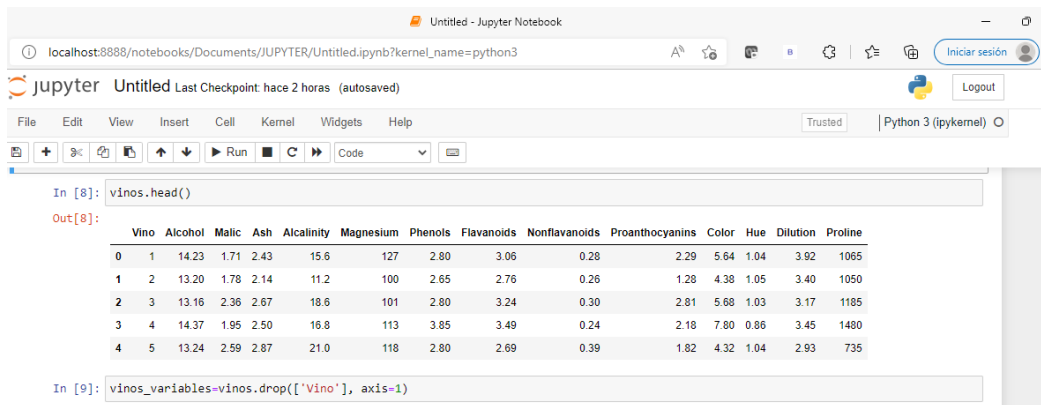 Untitled - Jupyter Notebook
localhost:8888/notebooks/Documents/JUPYTER/Untitled.ipynb?kernel_name=python3 Iniciar sesión
jupyter Untitled Last Checkpoint: hace 2 horas (autosaved) Logout
File Edit View Insert Cell Kernel Widgets Help Trusted Python 3 (ipykernel)
Run Code
In [8]: vinos.head()
Out[8]:
Vino Alcohol Malic Ash Alcalinity Magnesium Phenols Flavanoids Nonflavanoids Proanthocyanins Color Hue Dilution Proline
0 1 14.23 1.71 2.43 15.6 127 2.80 3.06 0.28 2.29 5.64 1.04 3.92 1065
1 2 13.20 1.78 2.14 11.2 100 2.65 2.76 0.26 1.28 4.38 1.05 3.40 1050
2 3 13.16 2.36 2.67 18.6 101 2.80 3.24 0.30 2.81 5.68 1.03 3.17 1185
3 4 14.37 1.95 2.50 16.8 113 3.85 3.49 0.24 2.18 7.80 0.86 3.45 1480
4 5 13.24 2.59 2.87 21.0 118 2.80 2.69 0.39 1.82 4.32 1.04 2.93 735
In [9]: vinos_variables=vinos.drop(['Vino'], axis=1)